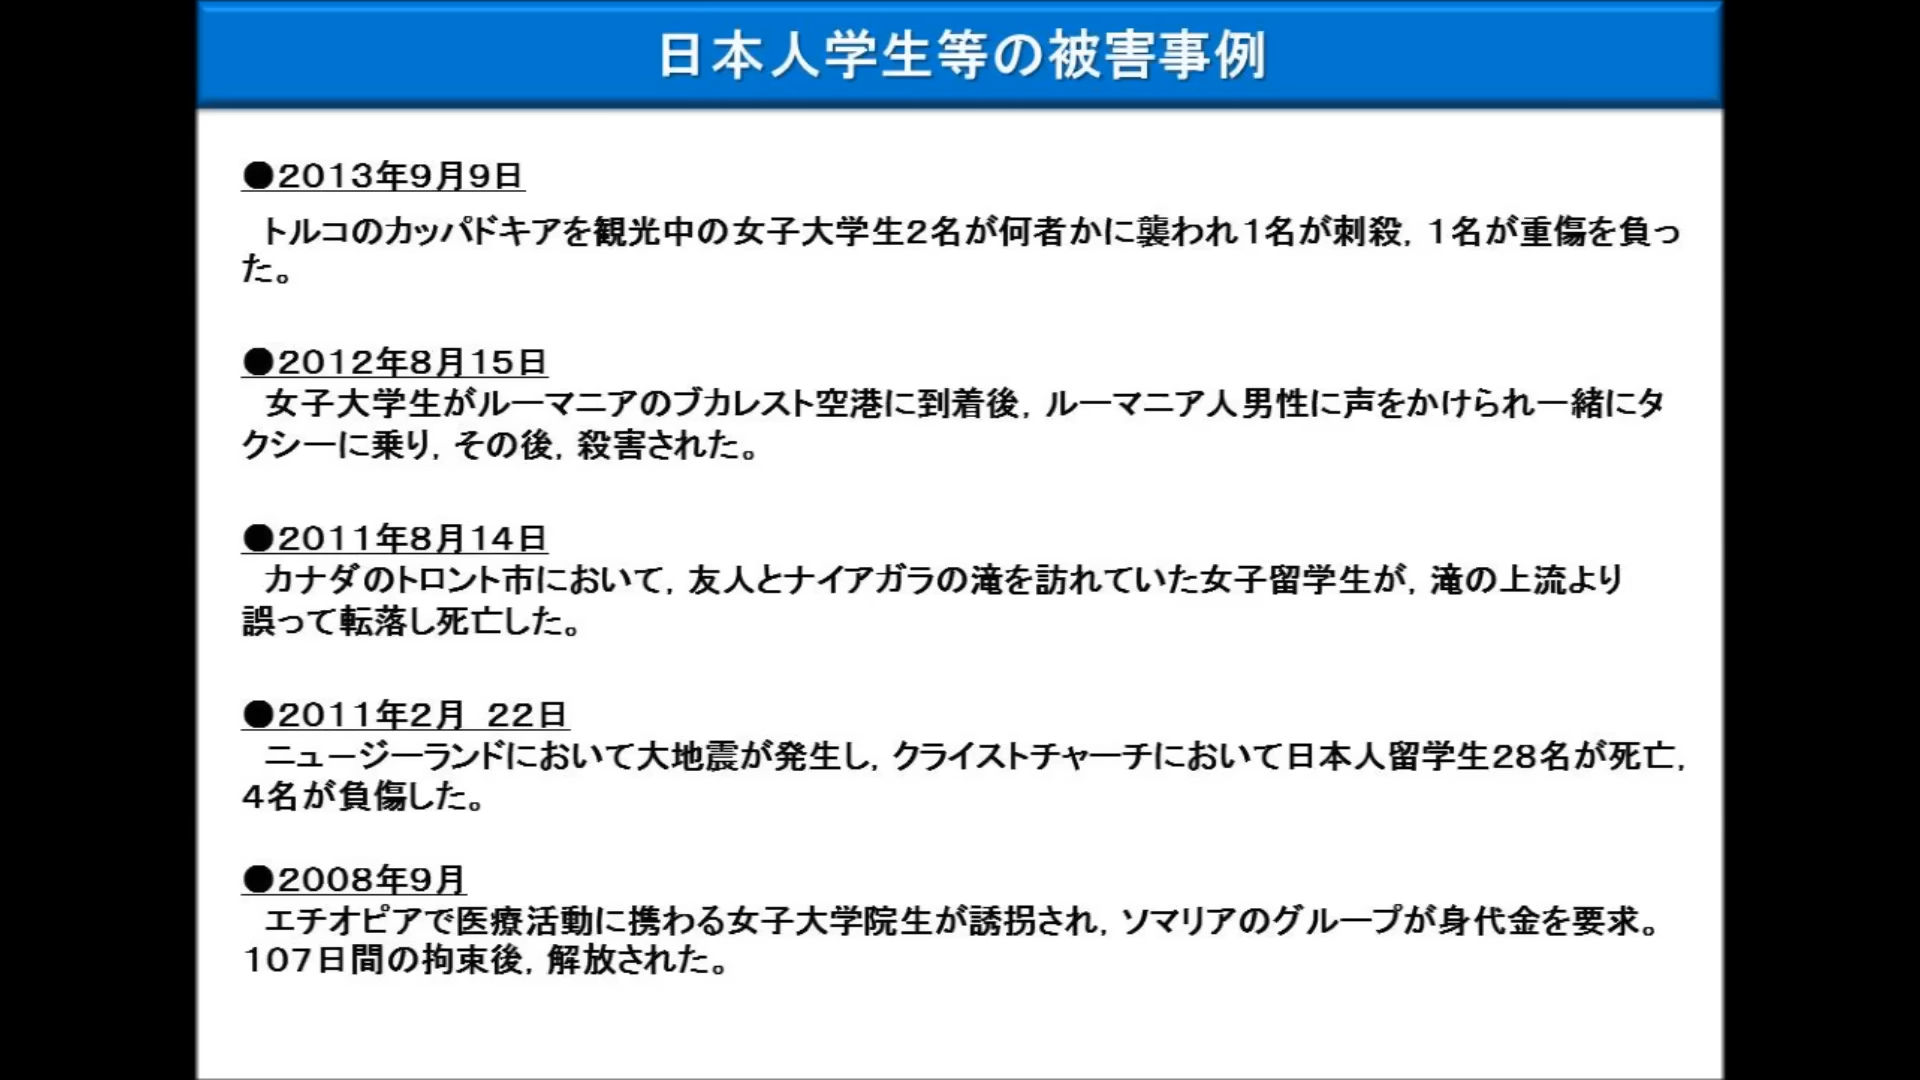 日本人学生等の被害事例
●２０１３年９月９日
トルコのカッパドキアを観光中の女子大学生２名が何者かに襲われ１名が刺殺，１名が重傷を負っ
た。
●２０１２年８月１５日
女子大学生がルーマニアのブカレスト空港に到着後，ルーマニア人男性に声をかけられ一緒にタ
クシーに乗り，その後，殺害された。
●２０１１年８月１４日
カナダのトロント市において，友人とナイアガラの滝を訪れていた女子留学生が，滝の上流より
誤って転落し死亡した。
●２０１１年２月 ２２日
ニュージーランドにおいて大地震が発生し，クライストチャーチにおいて日本人留学生２８名が死亡，
４名が負傷した。
●２００８年９月
エチオピアで医療活動に携わる女子大学院生が誘拐され，ソマリアのグループが身代金を要求。
１０７日間の拘束後，解放された。